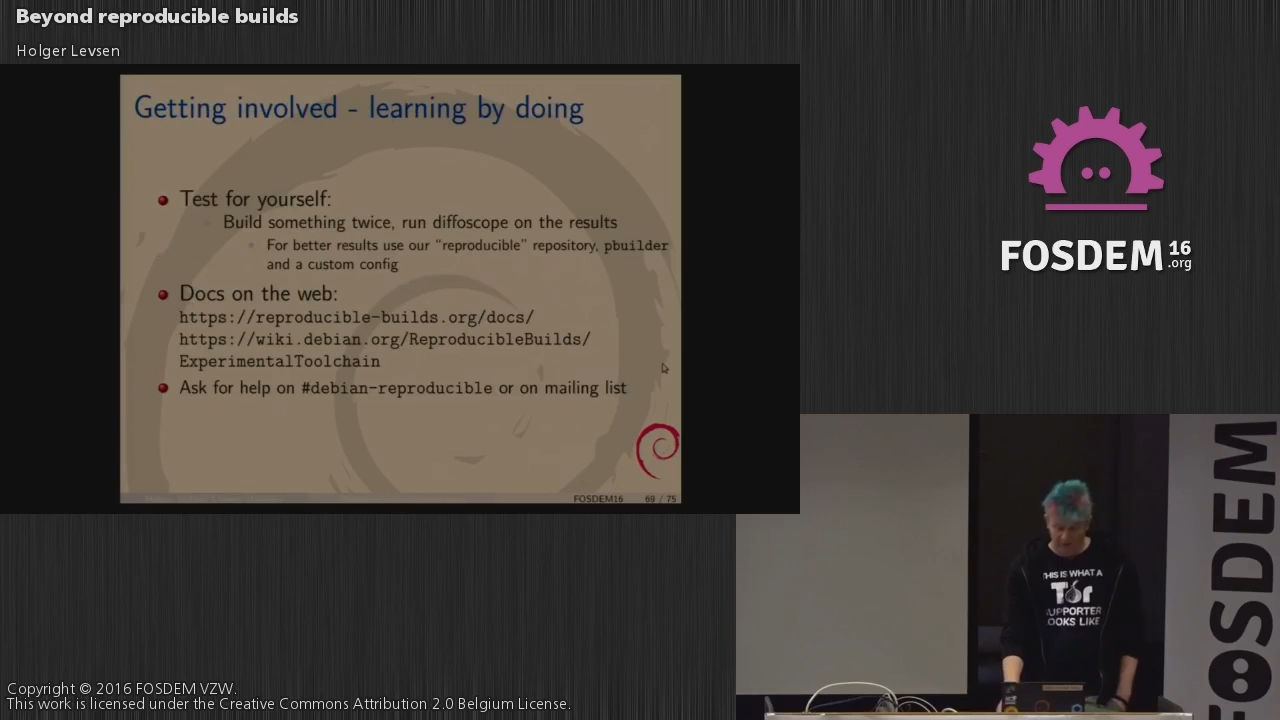 Beyond reproducible builds
Holger Levsen
Getting involved - learning by doing
Test for yourself:
Build something twice, run diffoscope on the results
For better results use our “reproducible” repository, pbuilder
and a custom config
Docs on the web:
https://reproducible-builds.org/docs/
https://wiki.debian.org/ReproducibleBuilds/
ExperimentalToolchain
Ask for help on #debian-reproducible or on mailing list
FOSDEM16 69 / 75
FOSDEM 16
.org
THIS IS WHAT A
Tor
SUPPORTER
LOOKS LIKE
FOSDEM
Copyright © 2016 FOSDEM VZW.
This work is licensed under the Creative Commons Attribution 2.0 Belgium License.